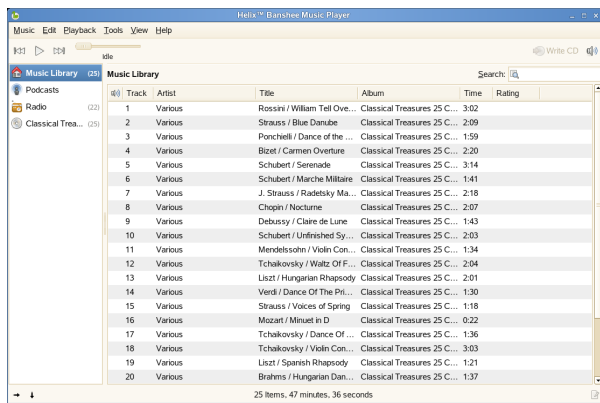 Helix™ Banshee Music Player
Music Edit Playback Tools View Help
Idle
Write CD
Music Library (25)
Podcasts
Radio (22)
Classical Trea... (25)
Music Library
Search:
Track Artist Title Album Time Rating
1 Various Rossini / William Tell Ove... Classical Treasures 25 C... 3:02
2 Various Strauss / Blue Danube Classical Treasures 25 C... 2:09
3 Various Ponchielli / Dance of the ... Classical Treasures 25 C... 1:59
4 Various Bizet / Carmen Overture Classical Treasures 25 C... 2:20
5 Various Schubert / Serenade Classical Treasures 25 C... 3:14
6 Various Schubert / Marche Militaire Classical Treasures 25 C... 1:41
7 Various J. Strauss / Radetsky Ma... Classical Treasures 25 C... 2:18
8 Various Chopin / Nocturne Classical Treasures 25 C... 2:07
9 Various Debussy / Claire de Lune Classical Treasures 25 C... 1:43
10 Various Schubert / Unfinished Sy... Classical Treasures 25 C... 2:03
11 Various Mendelssohn / Violin Con... Classical Treasures 25 C... 1:34
12 Various Tchaikovsky / Waltz Of F... Classical Treasures 25 C... 2:04
13 Various Liszt / Hungarian Rhapsody Classical Treasures 25 C... 2:01
14 Various Verdi / Dance Of The Pri... Classical Treasures 25 C... 1:30
15 Various Strauss / Voices of Spring Classical Treasures 25 C... 1:18
16 Various Mozart / Minuet in D Classical Treasures 25 C... 0:22
17 Various Tchaikovsky / Dance Of ... Classical Treasures 25 C... 1:36
18 Various Tchaikovsky / Violin Con... Classical Treasures 25 C... 3:03
19 Various Liszt / Spanish Rhapsody Classical Treasures 25 C... 1:21
20 Various Brahms / Hungarian Dan... Classical Treasures 25 C... 1:37
25 Items, 47 minutes, 36 seconds